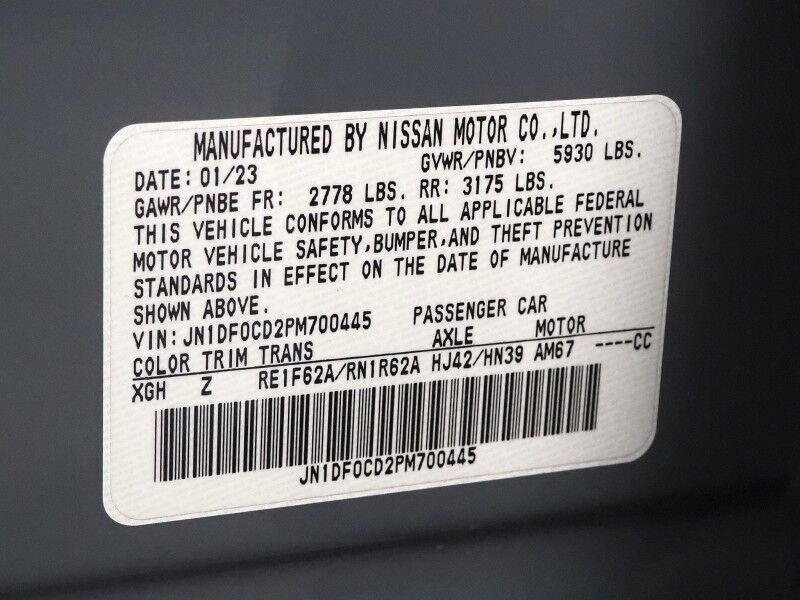 MANUFACTURED BY NISSAN MOTOR CO.,LTD.
DATE: 01/23 GVWR/PNBV: 5930 LBS.
GAWR/PNBE FR: 2778 LBS. RR: 3175 LBS.
THIS VEHICLE CONFORMS TO ALL APPLICABLE FEDERAL
MOTOR VEHICLE SAFETY,BUMPER,AND THEFT PREVENTION
STANDARDS IN EFFECT ON THE DATE OF MANUFACTURE
SHOWN ABOVE.
VIN:JN1DF0CD2PM700445 PASSENGER CAR
COLOR TRIM TRANS AXLE MOTOR
XGH Z RE1F62A/RN1R62A HJ42/HN39 AM67 ----CC
JN1DF0CD2PM700445